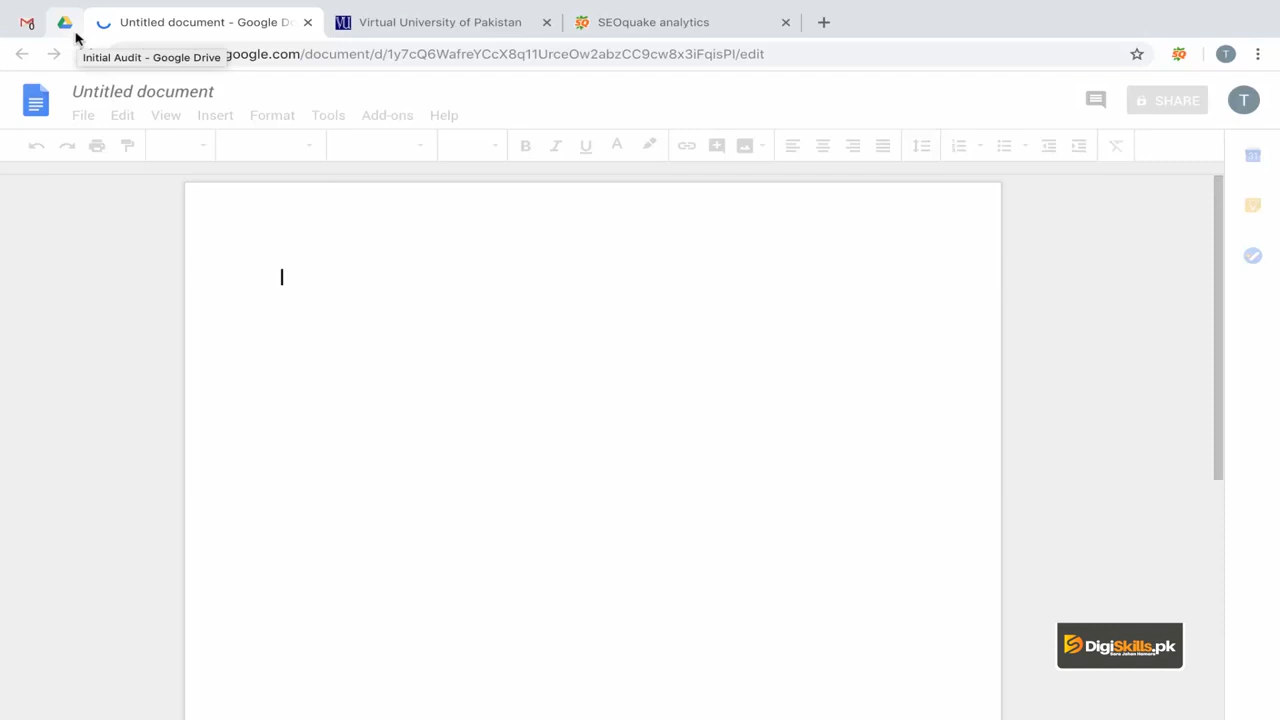 Untitled document - Google Do
Virtual University of Pakistan
SEOquake analytics
google.com/document/d/1y7cQ6WafreYCcX8q11UrceOw2abzCC9cw8x3iFqisPI/edit
T
Initial Audit - Google Drive
Untitled document
SHARE
T
File Edit View Insert Format Tools Add-ons Help
B I U A
DigiSkills.pk